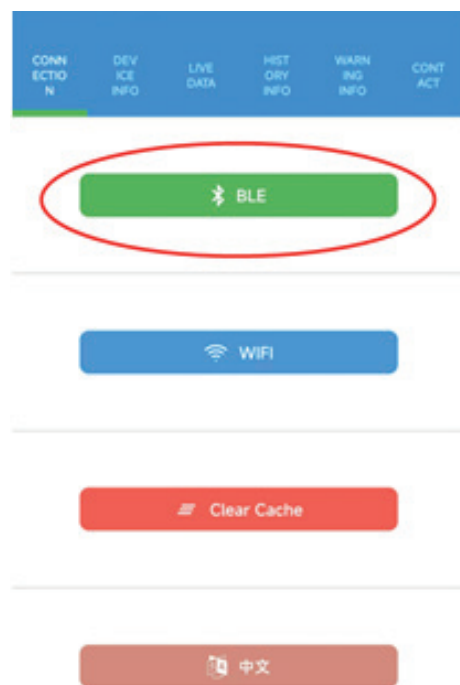 CONN
ECTIO
N
DEV
ICE
INFO
LIVE
DATA
HIST
ORY
INFO
WARN
ING
INFO
CONT
ACT
BLE
WIFI
Clear Cache
中文